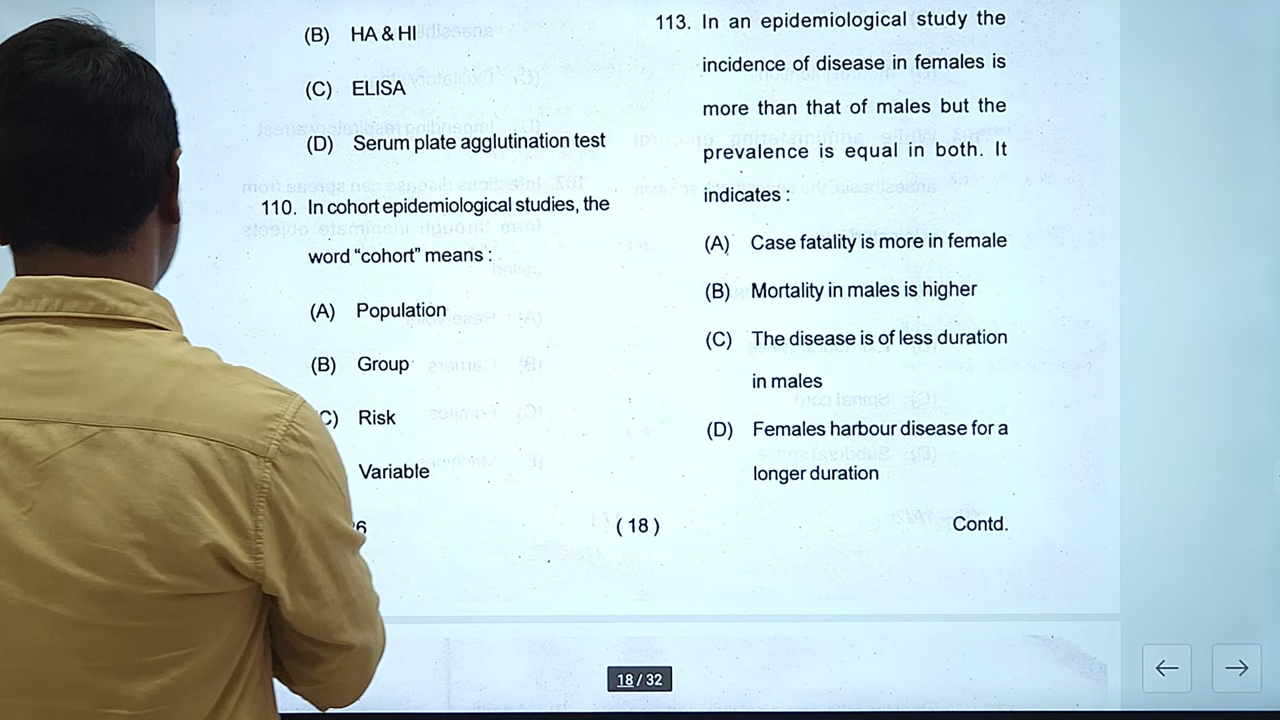 (B) HA & HI
(C) ELISA
(D) Serum plate agglutination test
110. In cohort epidemiological studies, the
word “cohort” means :
(A) Population
(B) Group
C) Risk
Variable
6
113. In an epidemiological study the
incidence of disease in females is
more than that of males but the
prevalence is equal in both. It
indicates :
(A) Case fatality is more in female
(B) Mortality in males is higher
(C) The disease is of less duration
in males
(D) Females harbour disease for a
longer duration
( 18 )
Contd.
18 / 32